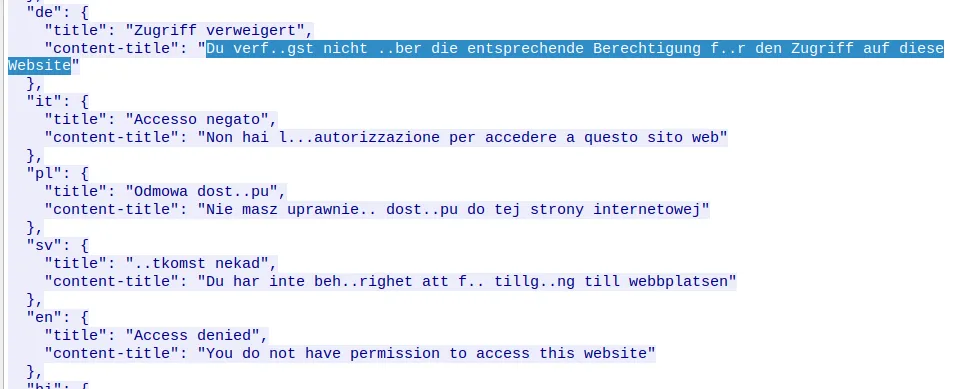 "de": {
"title": "Zugriff verweigert",
"content-title": "Du verf..gst nicht ..ber die entsprechende Berechtigung f..r den Zugriff auf diese
Website"
},
"it": {
"title": "Accesso negato",
"content-title": "Non hai l...autorizzazione per accedere a questo sito web"
},
"pl": {
"title": "Odmowa dost..pu",
"content-title": "Nie masz uprawnie.. dost..pu do tej strony internetowej"
},
"sv": {
"title": "..tkomst nekad",
"content-title": "Du har inte beh..righet att f.. tillg..ng till webbplatsen"
},
"en": {
"title": "Access denied",
"content-title": "You do not have permission to access this website"
},